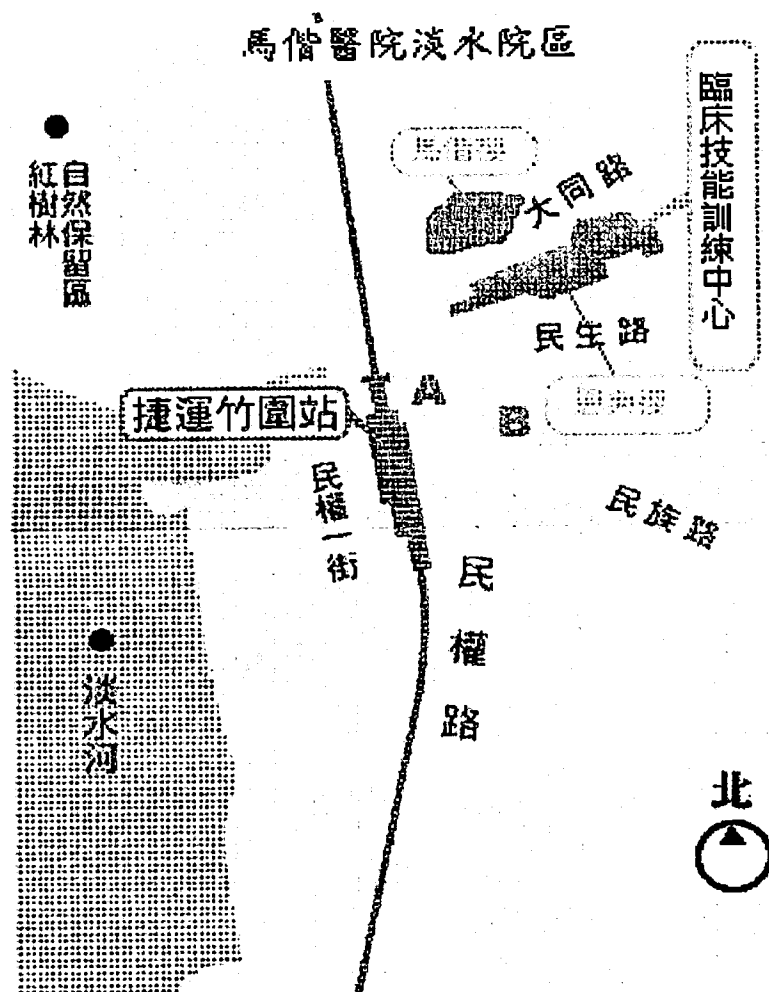 馬偕醫院淡水院區
臨床技能訓練中心
馬偕樓
大同路
自然保留區
紅樹林
民生路
捷運竹圍站
A
B
民權一街
民族路
民權路
淡水河
北